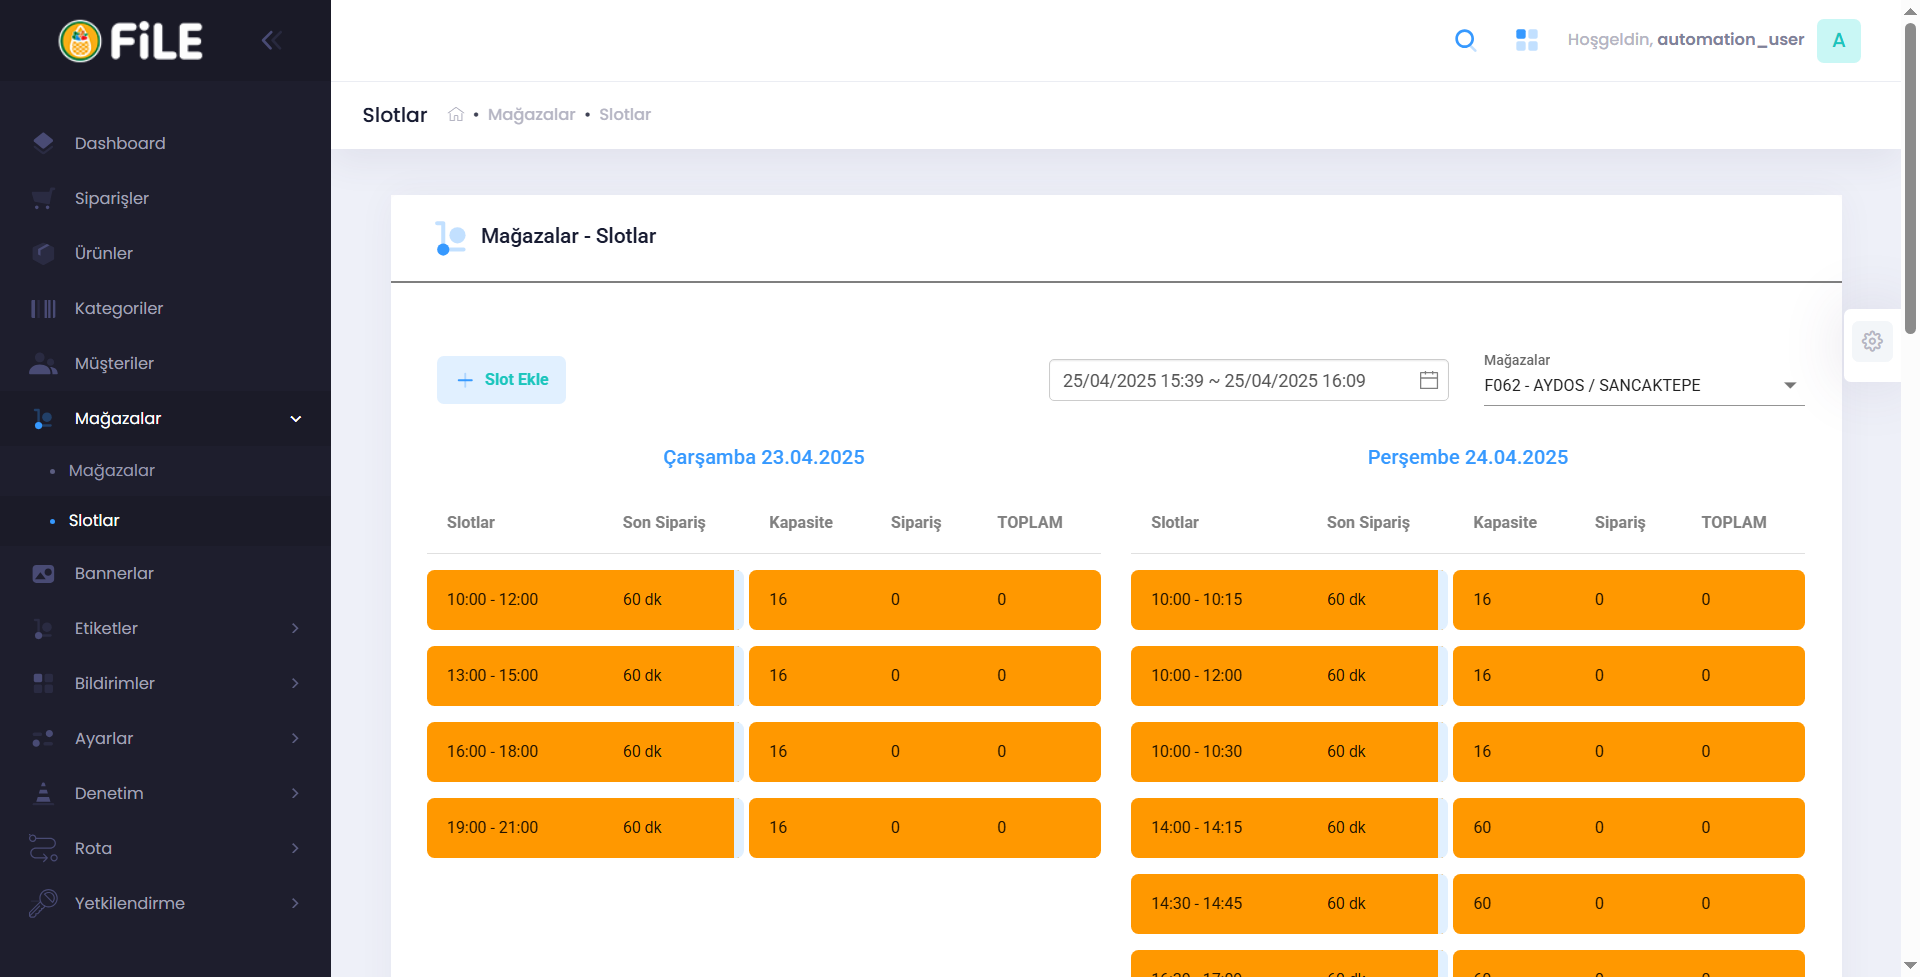 FiLE
Hoşgeldin, automation_user
A
Slotlar
• Mağazalar • Slotlar
Dashboard
Siparişler
Ürünler
Kategoriler
Müşteriler
Mağazalar
Mağazalar
Slotlar
Bannerlar
Etiketler
Bildirimler
Ayarlar
Denetim
Rota
Yetkilendirme
Mağazalar - Slotlar
Slot Ekle
25/04/2025 15:39 ~ 25/04/2025 16:09
Mağazalar
F062 - AYDOS / SANCAKTEPE
Çarşamba 23.04.2025
Slotlar Son Sipariş Kapasite Sipariş TOPLAM
10:00 - 12:00 60 dk 16 0 0
13:00 - 15:00 60 dk 16 0 0
16:00 - 18:00 60 dk 16 0 0
19:00 - 21:00 60 dk 16 0 0
Perşembe 24.04.2025
Slotlar Son Sipariş Kapasite Sipariş TOPLAM
10:00 - 10:15 60 dk 16 0 0
10:00 - 12:00 60 dk 16 0 0
10:00 - 10:30 60 dk 16 0 0
14:00 - 14:15 60 dk 60 0 0
14:30 - 14:45 60 dk 60 0 0